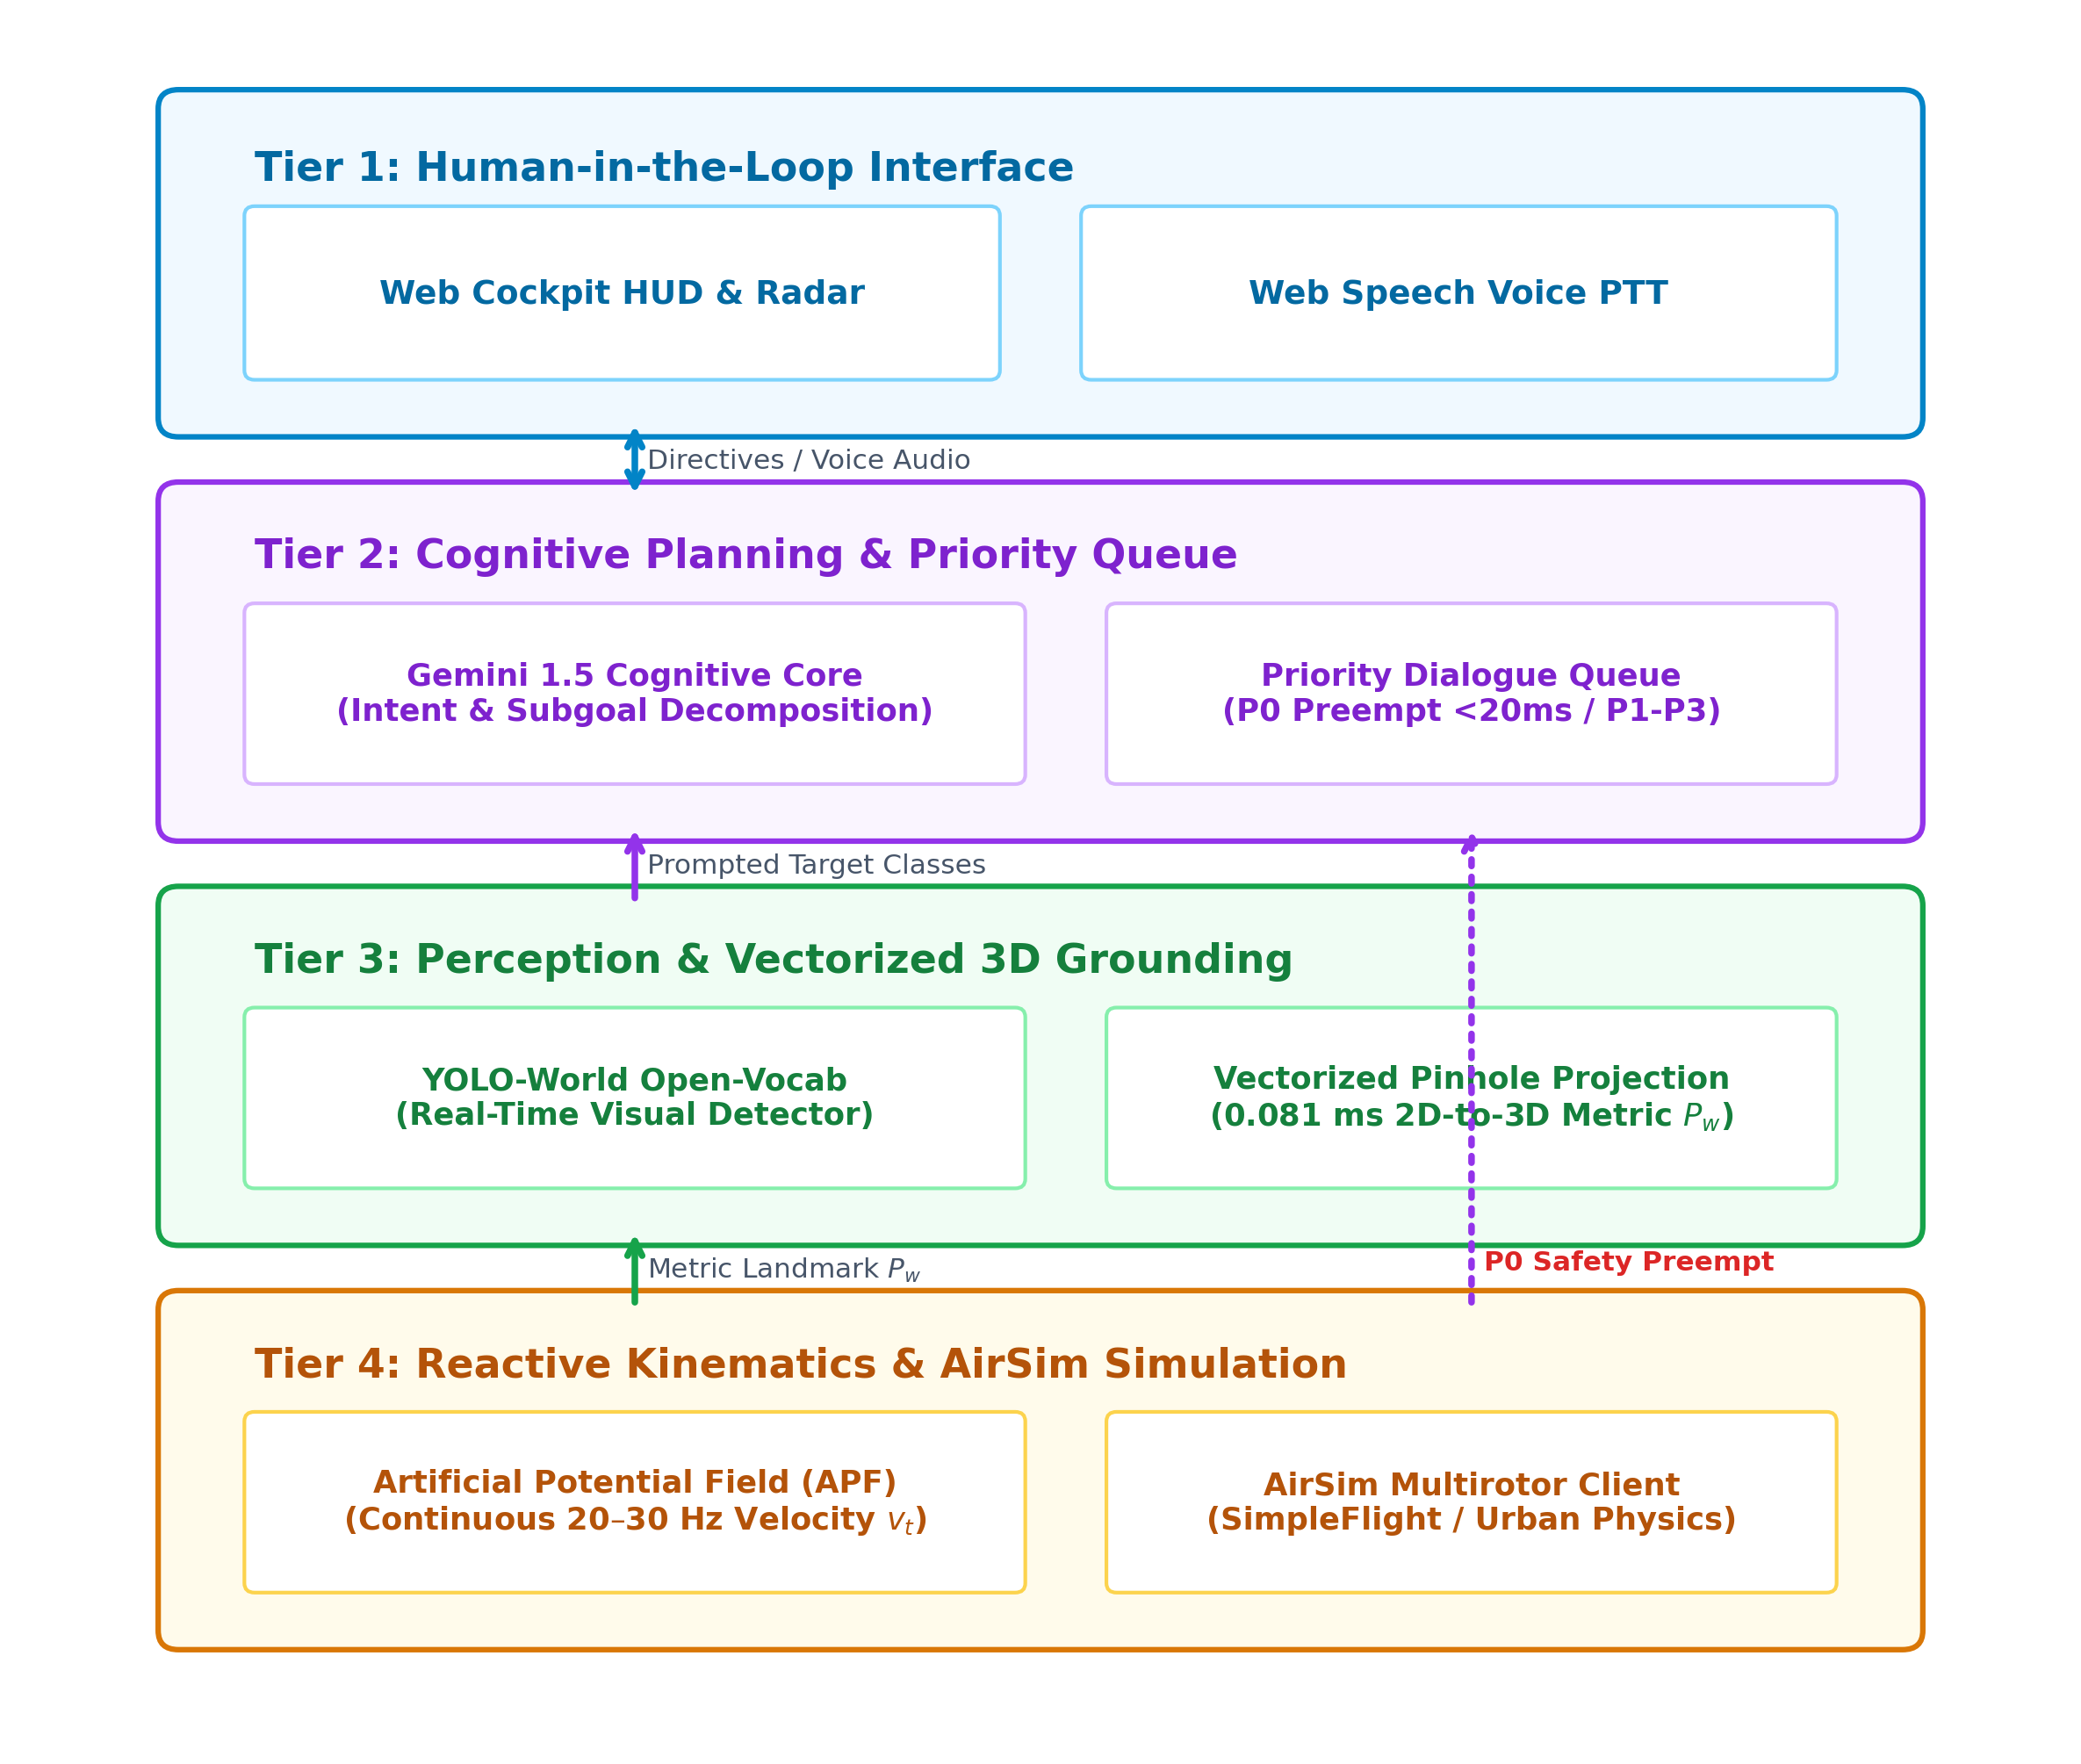 Tier 1: Human-in-the-Loop Interface
Web Cockpit HUD & Radar
Web Speech Voice PTT
Directives / Voice Audio
Tier 2: Cognitive Planning & Priority Queue
Gemini 1.5 Cognitive Core
(Intent & Subgoal Decomposition)
Priority Dialogue Queue
(P0 Preempt <20ms / P1-P3)
Prompted Target Classes
Tier 3: Perception & Vectorized 3D Grounding
YOLO-World Open-Vocab
(Real-Time Visual Detector)
Vectorized Pinhole Projection
(0.081 ms 2D-to-3D Metric P_w)
Metric Landmark P_w
P0 Safety Preempt
Tier 4: Reactive Kinematics & AirSim Simulation
Artificial Potential Field (APF)
(Continuous 20–30 Hz Velocity v_t)
AirSim Multirotor Client
(SimpleFlight / Urban Physics)